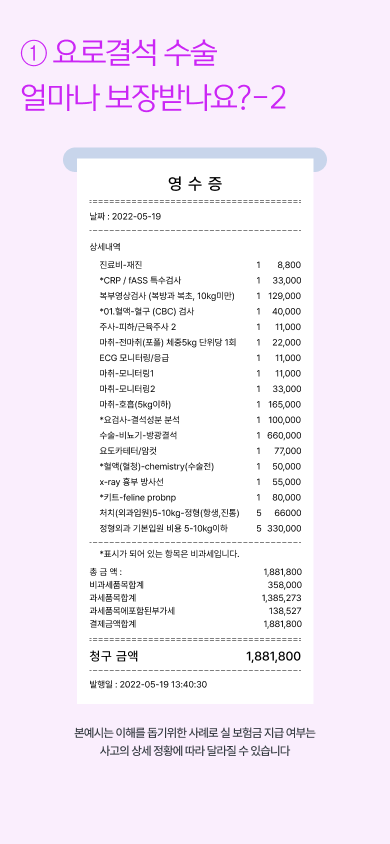 ① 요로결석 수술
얼마나 보장받나요?-2
영 수 증
날짜 : 2022-05-19
상세내역
진료비-재진 1 8,800
*CRP / fASS 특수검사 1 33,000
복부영상검사 (복방과 복초, 10kg미만) 1 129,000
*01.혈액-혈구 (CBC) 검사 1 40,000
주사-피하/근육주사 2 1 11,000
마취-전마취(포폴) 체중5kg 단위당 1회 1 22,000
ECG 모니터링/응급 1 11,000
마취-모니터링1 1 11,000
마취-모니터링2 1 33,000
마취-호흡(5kg이하) 1 165,000
*요검사-결석성분 분석 1 100,000
수술-비뇨기-방광결석 1 660,000
요도카테터/암컷 1 77,000
*혈액(혈청)-chemistry(수술전) 1 50,000
x-ray 흉부 방사선 1 55,000
*키트-feline probnp 1 80,000
처치(외과입원)5-10kg-정형(항생,진통) 5 66000
정형외과 기본입원 비용 5-10kg이하 5 330,000
*표시가 되어 있는 항목은 비과세입니다.
총 금 액 : 1,881,800
비과세품목합계 358,000
과세품목합계 1,385,273
과세품목에포함된부가세 138,527
결제금액합계 1,881,800
청구 금액 1,881,800
발행일 : 2022-05-19 13:40:30
본예시는 이해를 돕기위한 사례로 실 보험금 지급 여부는
사고의 상세 정황에 따라 달라질 수 있습니다